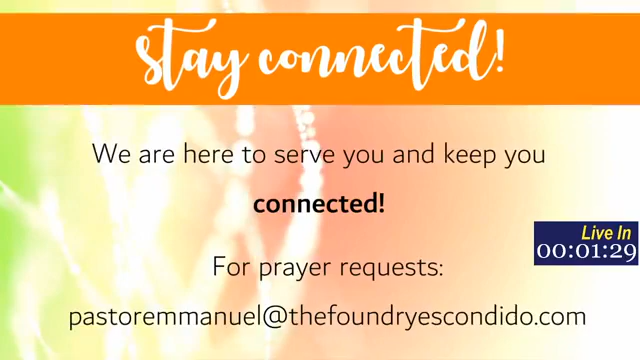 stay connected!
We are here to serve you and keep you
connected!
Live In
00:01:29
For prayer requests:
pastoremmanuel@thefoundryescondido.com